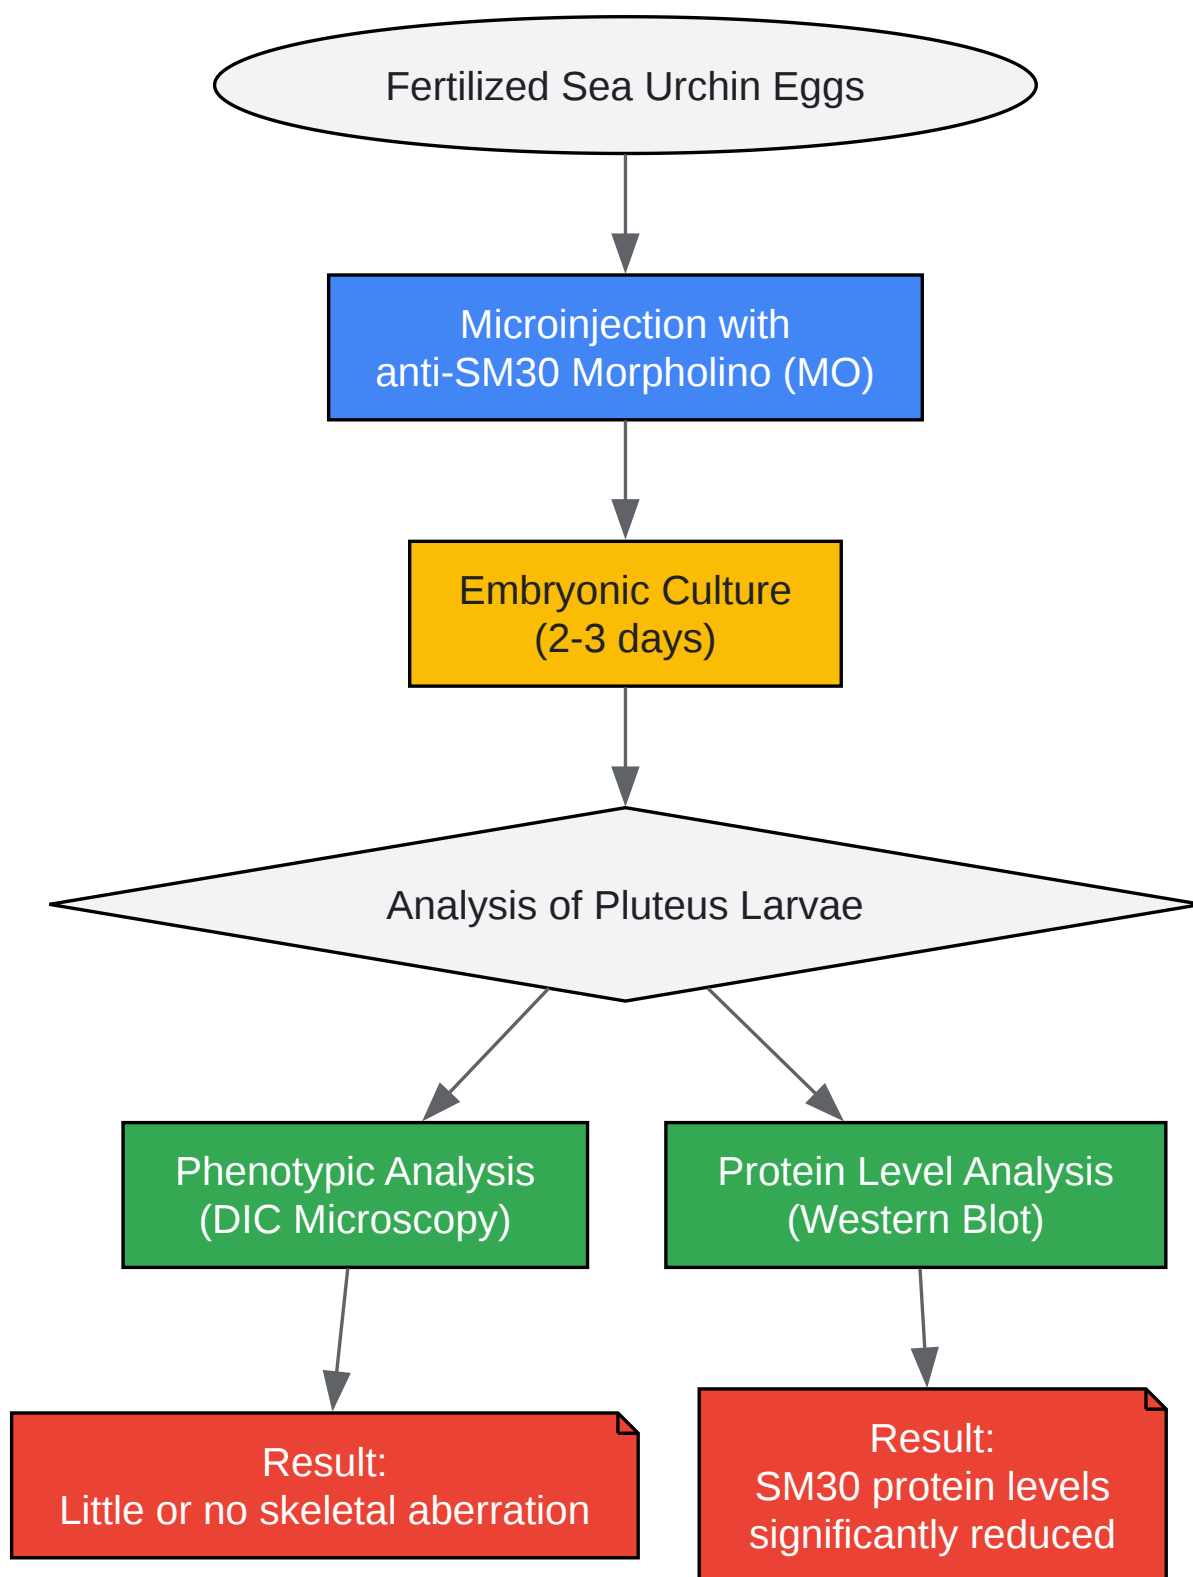 Fertilized Sea Urchin Eggs
Microinjection with
anti-SM30 Morpholino (MO)
Embryonic Culture
(2-3 days)
Analysis of Pluteus Larvae
Phenotypic Analysis
(DIC Microscopy)
Protein Level Analysis
(Western Blot)
Result:
Little or no skeletal aberration
Result:
SM30 protein levels
significantly reduced